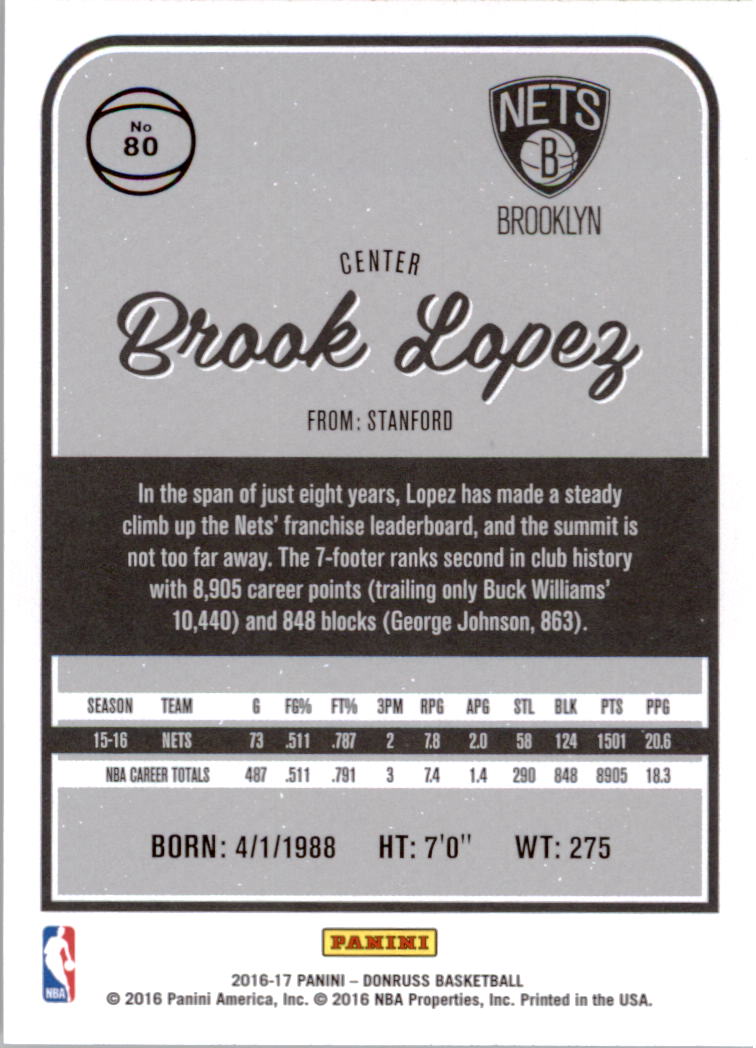 No
80
NETS
B
BROOKLYN
CENTER
Brook Lopez
FROM: STANFORD
In the span of just eight years, Lopez has made a steady
climb up the Nets' franchise leaderboard, and the summit is
not too far away. The 7-footer ranks second in club history
with 8,905 career points (trailing only Buck Williams'
10,440) and 848 blocks (George Johnson, 863).
SEASON TEAM G FG% FT% 3PM RPG APG STL BLK PTS PPG
15-16 NETS 73 .511 .787 2 7.8 2.0 58 124 1501 20.6
NBA CAREER TOTALS 487 .511 .791 3 7.4 1.4 290 848 8905 18.3
BORN: 4/1/1988 HT: 7'0" WT: 275
NBA
PANINI
2016-17 PANINI – DONRUSS BASKETBALL
© 2016 Panini America, Inc. © 2016 NBA Properties, Inc. Printed in the USA.